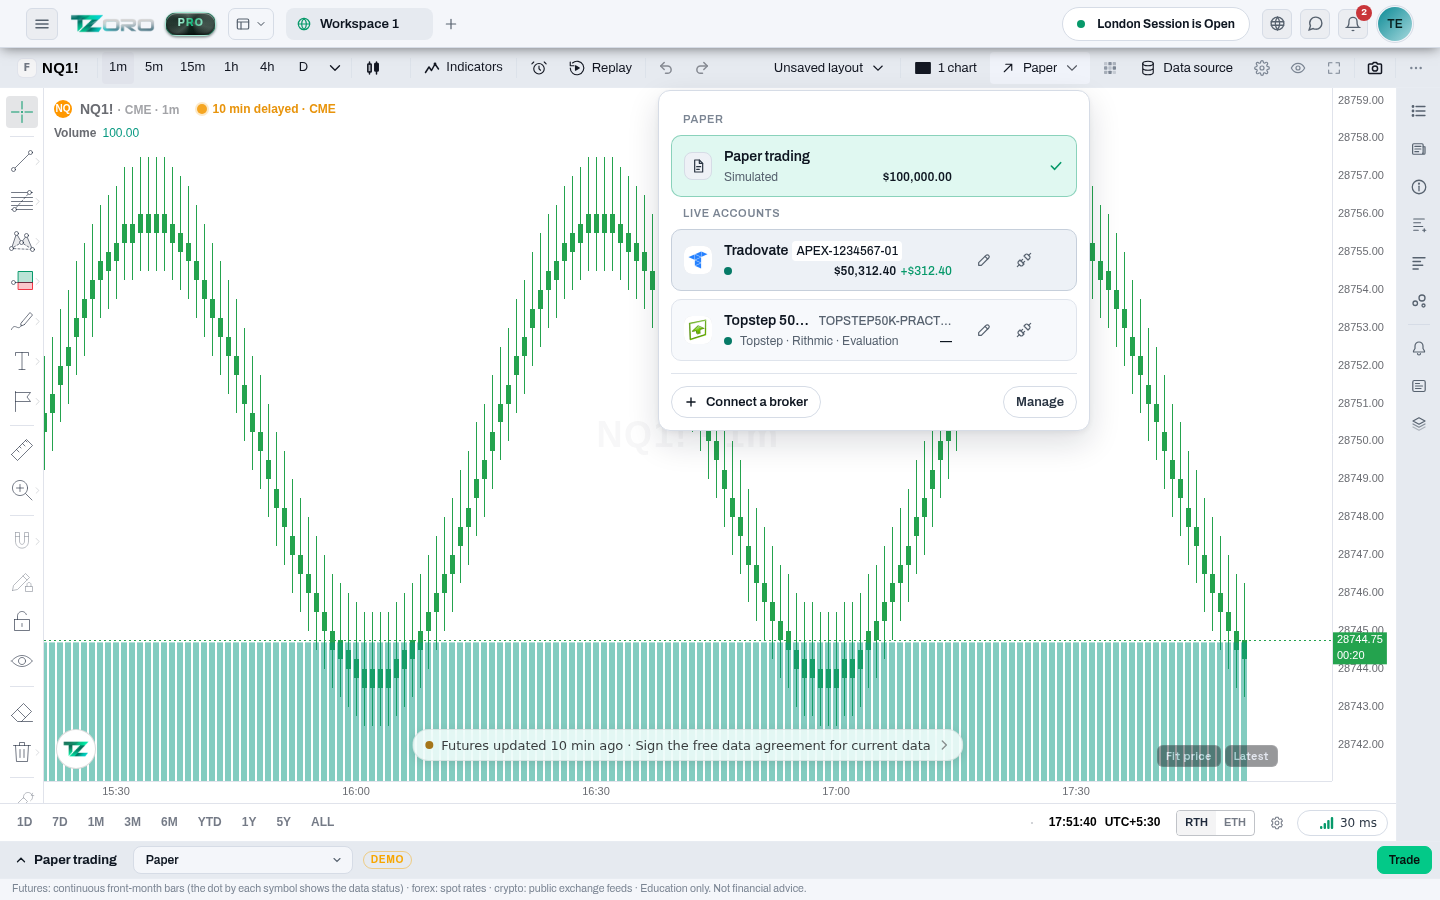 TZORO PRO Workspace 1 London Session is Open 2 TE
F NQ1! 1m 5m 15m 1h 4h D Indicators Replay Unsaved layout 1 chart Paper Data source
NQ NQ1! · CME · 1m 10 min delayed · CME
Volume 100.00
PAPER
Paper trading
Simulated $100,000.00
LIVE ACCOUNTS
Tradovate APEX-1234567-01
$50,312.40 +$312.40
Topstep 50... TOPSTEP50K-PRACT...
Topstep · Rithmic · Evaluation —
Connect a broker Manage
28759.00
28758.00
28757.00
28756.00
28755.00
28754.00
28753.00
28752.00
28751.00
28750.00
28749.00
28748.00
28747.00
28746.00
28745.00
28744.75
00:20
28744.00
28743.00
28742.00
Futures updated 10 min ago · Sign the free data agreement for current data
Fit price Latest
TZ
15:30 16:00 16:30 17:00 17:30
1D 7D 1M 3M 6M YTD 1Y 5Y ALL 17:51:40 UTC+5:30 RTH ETH 30 ms
Paper trading Paper DEMO Trade
Futures: continuous front-month bars (the dot by each symbol shows the data status) · forex: spot rates · crypto: public exchange feeds · Education only. Not financial advice.